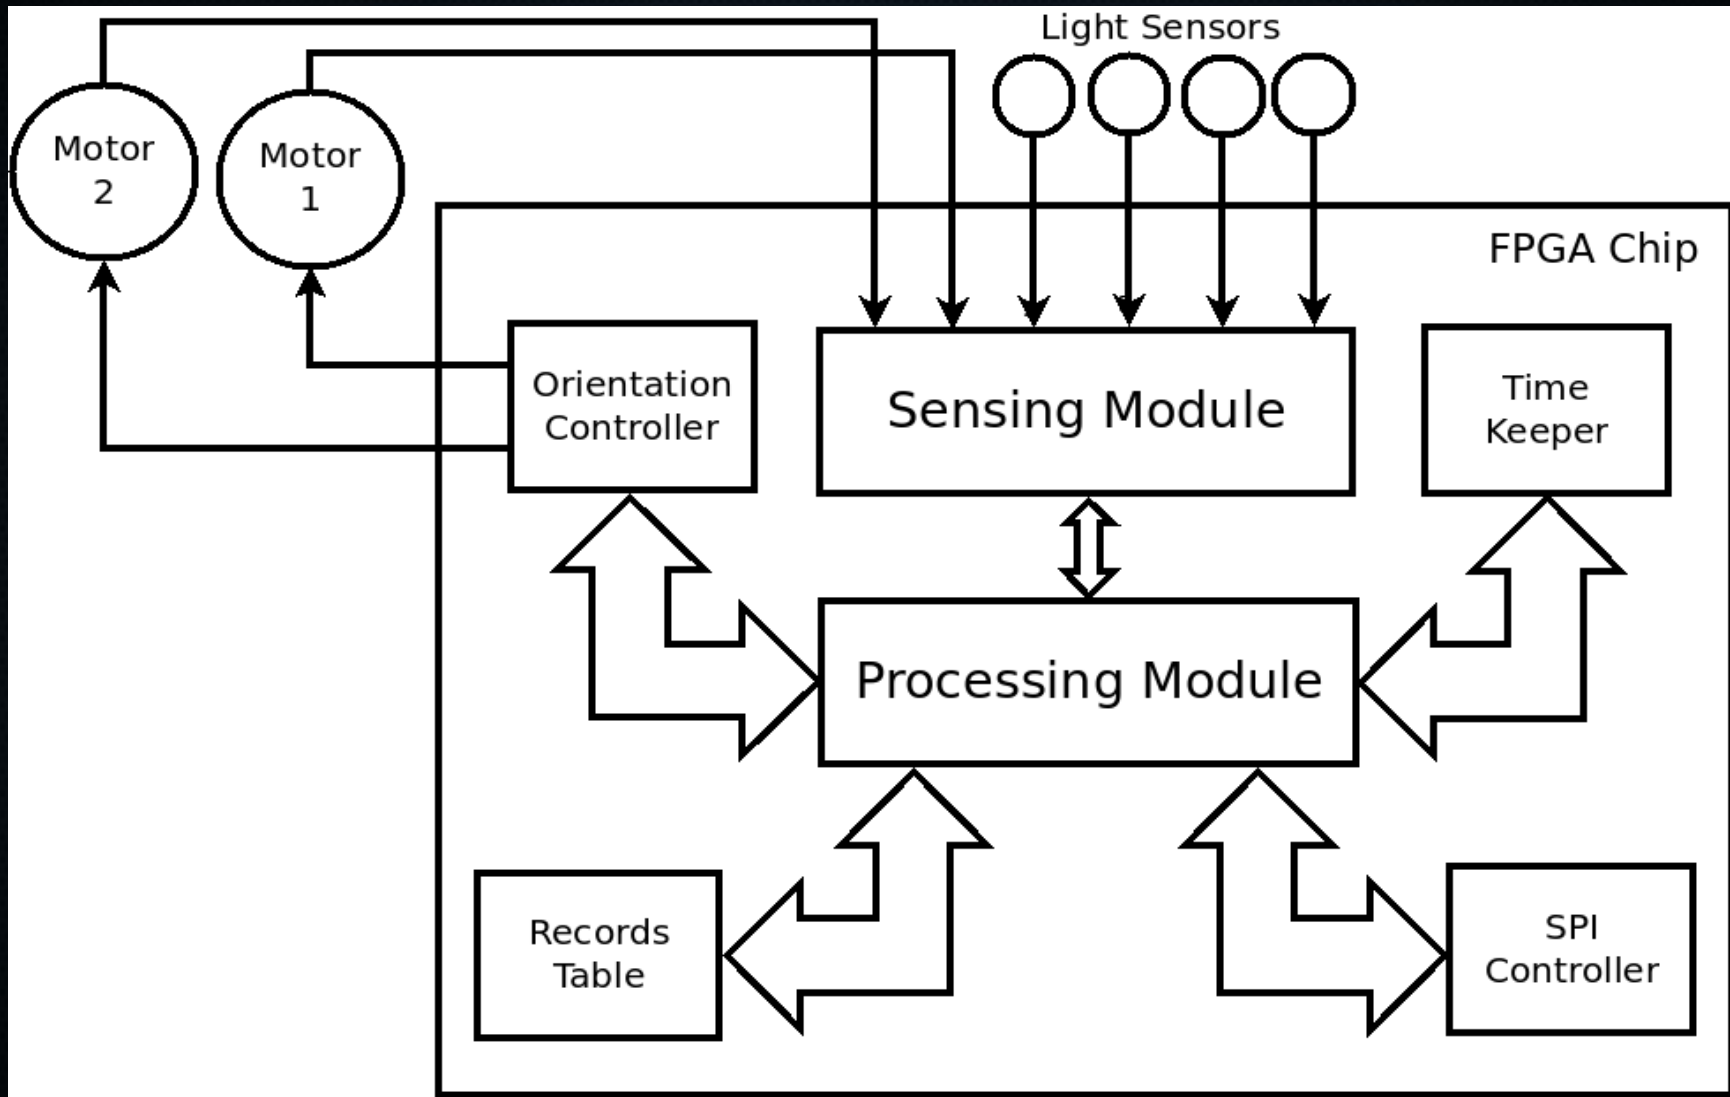 Light Sensors
Motor
2
Motor
1
FPGA Chip
Orientation
Controller
Sensing Module
Time
Keeper
Processing Module
Records
Table
SPI
Controller